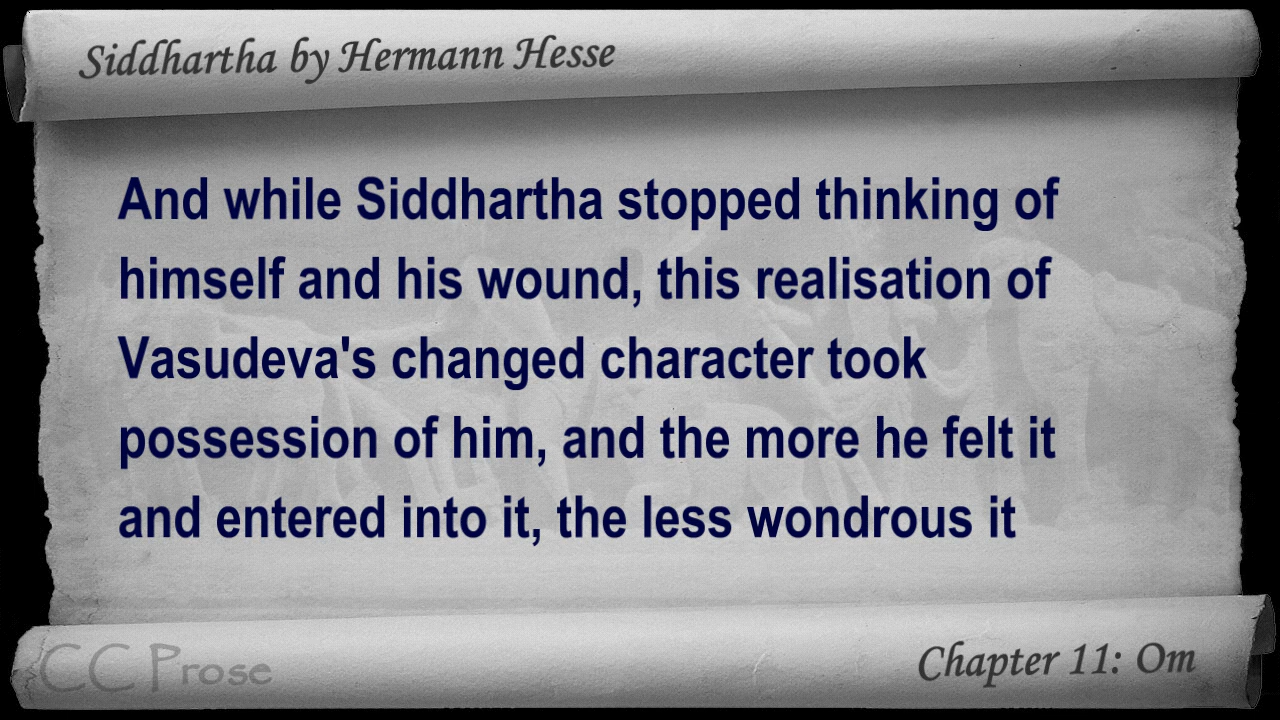 Siddhartha by Hermann Hesse
And while Siddhartha stopped thinking of
himself and his wound, this realisation of
Vasudeva's changed character took
possession of him, and the more he felt it
and entered into it, the less wondrous it
CC Prose
Chapter 11: Om